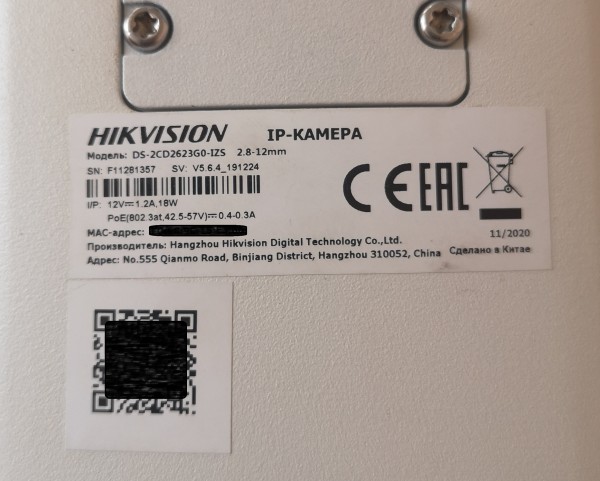 HIKVISION IP-КАМЕРА
Модель: DS-2CD2623G0-IZS 2.8-12mm
SN: F11281357 SV: V5.6.4_191224
I/P: 12V⎓1.2A,18W
PoE(802.3at,42.5-57V)⎓0.4-0.3A
MAC-адрес:
Производитель: Hangzhou Hikvision Digital Technology Co.,Ltd.
Адрес: No.555 Qianmo Road, Binjiang District, Hangzhou 310052, China
CE EAC
11/2020
Сделано в Китае